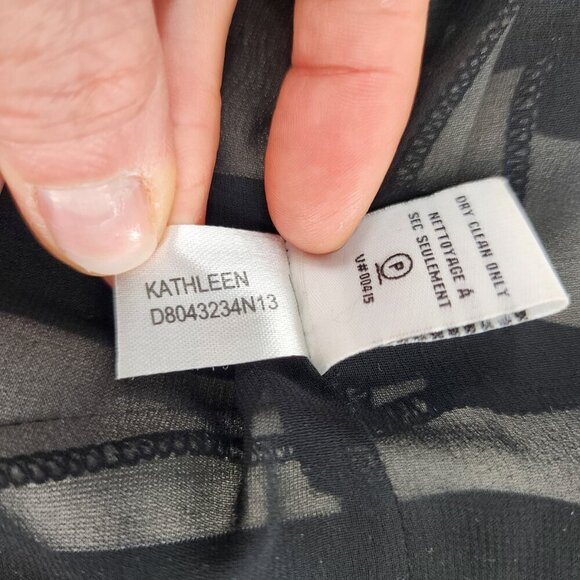 KATHLEEN
D8043234N13
DRY CLEAN ONLY
NETTOYAGE À
SEC SEULEMENT
P
V#00415